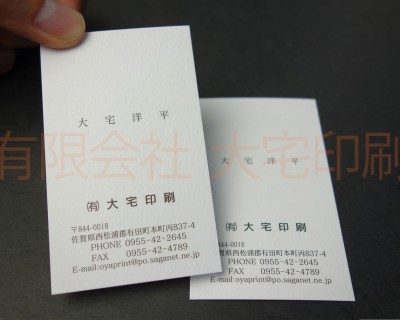 大宅洋平
㈲大宅印刷
〒844-0018
佐賀県西松浦郡有田町本町丙837-4
PHONE 0955-42-2645
FAX 0955-42-4789
E-mail:oyaprint@po.saganet.ne.jp
大宅洋平
㈲大宅印刷
〒844-0018
佐賀県西松浦郡有田町本町丙837-4
PHONE 0955-42-2645
FAX 0955-42-4789
E-mail:oyaprint@po.saganet.ne.jp
有限会社 大宅印刷